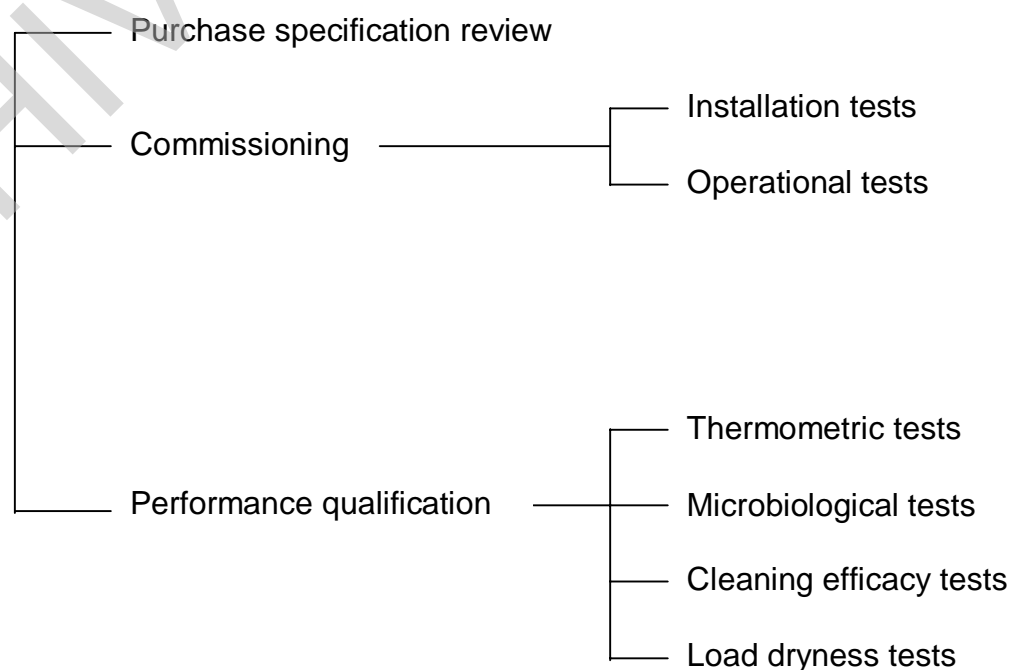 Purchase specification review
Installation tests
Commissioning
Operational tests
Thermometric tests
Performance qualification
Microbiological tests
Cleaning efficacy tests
Load dryness tests